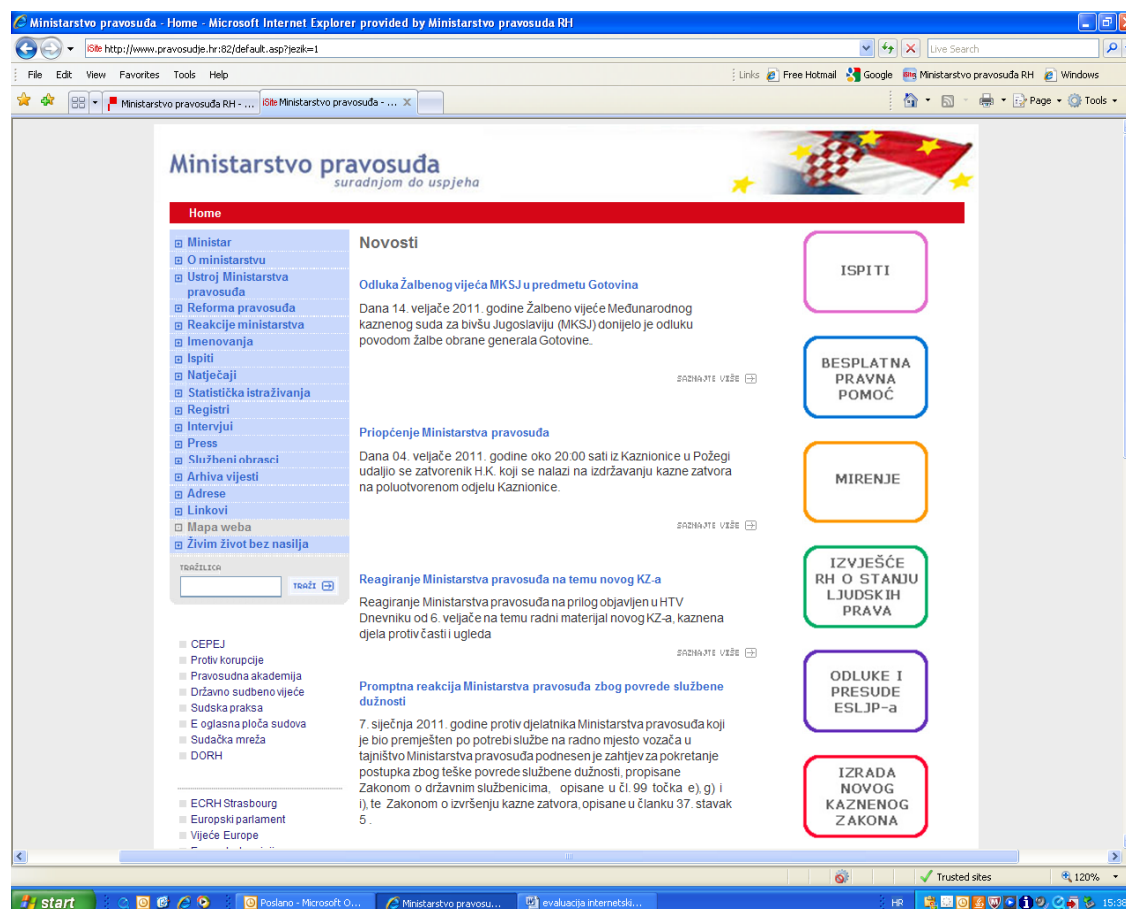 Ministarstvo pravosuđa - Home - Microsoft Internet Explorer provided by Ministarstvo pravosuđa RH
iSite http://www.pravosudje.hr:82/default.asp?jezik=1
Live Search
File Edit View Favorites Tools Help
Links Free Hotmail Google Ministarstvo pravosuđa RH Windows
Ministarstvo pravosuđa RH - ...
iSite Ministarstvo pravosuđa - ...
Page Tools
Ministarstvo pravosuđa
suradnjom do uspjeha
Home
Ministar
O ministarstvu
Ustroj Ministarstva
pravosuđa
Reforma pravosuđa
Reakcije ministarstva
Imenovanja
Ispiti
Natječaji
Statistička istraživanja
Registri
Intervjui
Press
Službeni obrasci
Arhiva vijesti
Adrese
Linkovi
Mapa weba
Živim život bez nasilja
TRAŽILICA
TRAŽI
CEPEJ
Protiv korupcije
Pravosudna akademija
Državno sudbeno vijeće
Sudska praksa
E oglasna ploča sudova
Sudačka mreža
DORH
ECRH Strasbourg
Europski parlament
Vijeće Europe
Novosti
Odluka Žalbenog vijeća MKSJ u predmetu Gotovina
Dana 14. veljače 2011. godine Žalbeno vijeće Međunarodnog
kaznenog suda za bivšu Jugoslaviju (MKSJ) donijelo je odluku
povodom žalbe obrane generala Gotovine..
SAZNAJTE VIŠE
Priopćenje Ministarstva pravosuđa
Dana 04. veljače 2011. godine oko 20:00 sati iz Kaznionice u Požegi
udaljio se zatvorenik H.K. koji se nalazi na izdržavanju kazne zatvora
na poluotvorenom odjelu Kaznionice.
SAZNAJTE VIŠE
Reagiranje Ministarstva pravosuđa na temu novog KZ-a
Reagiranje Ministarstva pravosuđa na prilog objavljen u HTV
Dnevniku od 6. veljače na temu radni materijal novog KZ-a, kaznena
djela protiv časti i ugleda
SAZNAJTE VIŠE
Promptna reakcija Ministarstva pravosuđa zbog povrede službene
dužnosti
7. siječnja 2011. godine protiv djelatnika Ministarstva pravosuđa koji
je bio premješten po potrebi službe na radno mjesto vozača u
tajništvo Ministarstva pravosuđa podnesen je zahtjev za pokretanje
postupka zbog teške povrede službene dužnosti, propisane
Zakonom o državnim službenicima, opisane u čl. 99 točka e), g) i
i), te Zakonom o izvršenju kazne zatvora, opisane u članku 37. stavak
5 .
ISPITI
BESPLATNA
PRAVNA
POMOĆ
MIRENJE
IZVJEŠĆE
RH O STANJU
LJUDSKIH
PRAVA
ODLUKE I
PRESUDE
ESLJP-a
IZRADA
NOVOG
KAZNENOG
ZAKONA
Trusted sites
120%
start
Poslano - Microsoft O...
Ministarstvo pravosu...
evaluacija internetski...
HR
15:38